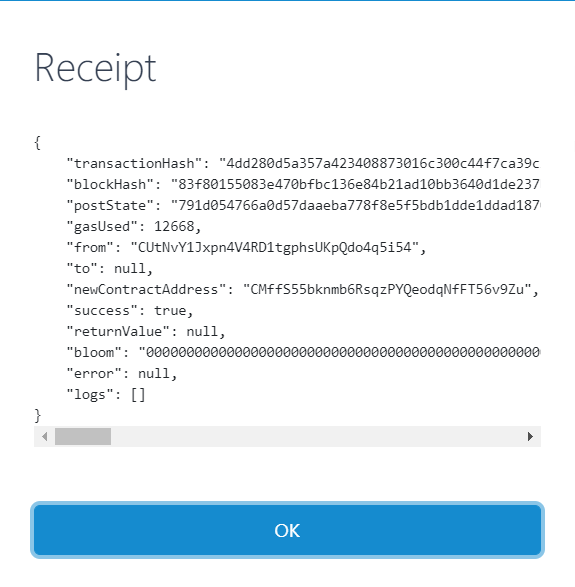 Receipt
{
    "transactionHash": "4dd280d5a357a423408873016c300c44f7ca39c
    "blockHash": "83f80155083e470bfbc136e84b21ad10bb3640d1de237
    "postState": "791d054766a0d57daaeba778f8e5f5bdb1dde1ddad187
    "gasUsed": 12668,
    "from": "CUtNvY1Jxpn4V4RD1tgphsUKpQdo4q5i54",
    "to": null,
    "newContractAddress": "CMffS55bknmb6RsqzPYQeodqNfFT56v9Zu",
    "success": true,
    "returnValue": null,
    "bloom": "00000000000000000000000000000000000000000000000000
    "error": null,
    "logs": []
}
OK